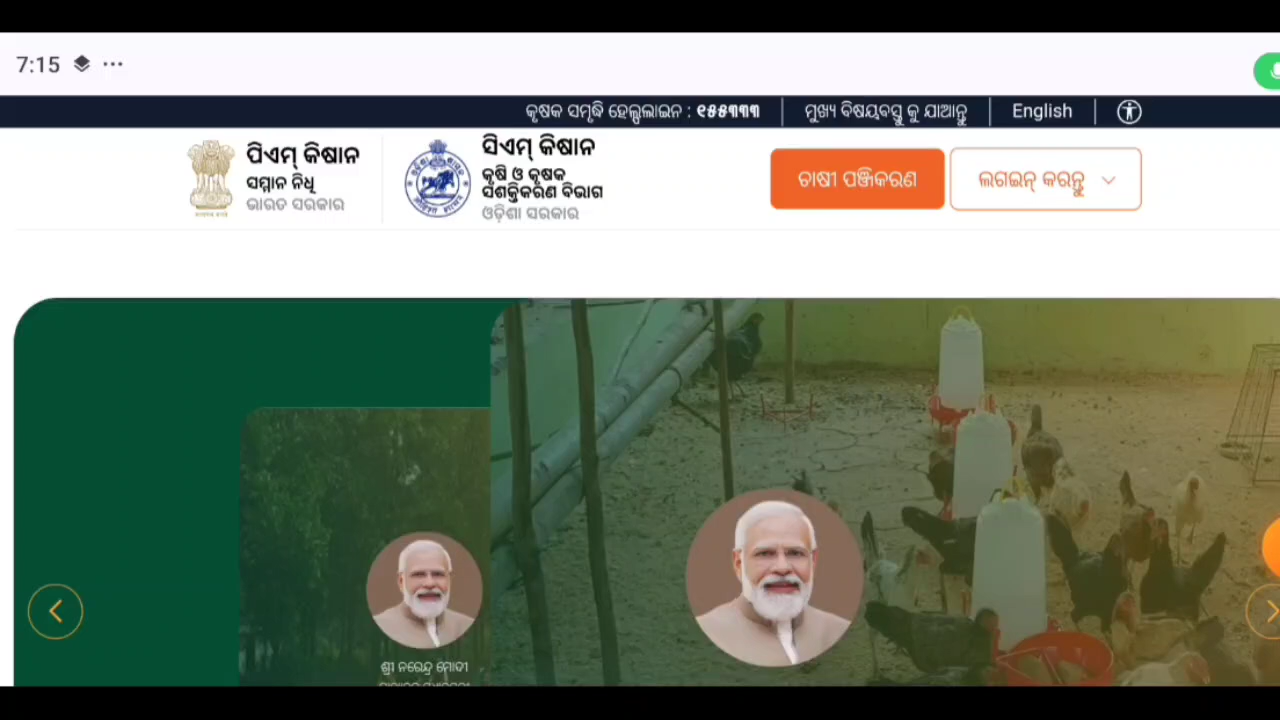 7:15
କୃଷକ ସମୃଦ୍ଧି ହେଲ୍ପଲାଇନ : ୧୫୫୩୩୩
ମୁଖ୍ୟ ବିଷୟବସ୍ତୁ କୁ ଯାଆନ୍ତୁ
English
ପିଏମ୍ କିଷାନ
ସମ୍ମାନ ନିଧି
ଭାରତ ସରକାର
ସିଏମ୍ କିଷାନ
କୃଷି ଓ କୃଷକ
ସଶକ୍ତିକରଣ ବିଭାଗ
ଓଡ଼ିଶା ସରକାର
ଚାଷୀ ପଞ୍ଜିକରଣ
ଲଗଇନ୍ କରନ୍ତୁ
ଶ୍ରୀ ନରେନ୍ଦ୍ର ମୋଦୀ